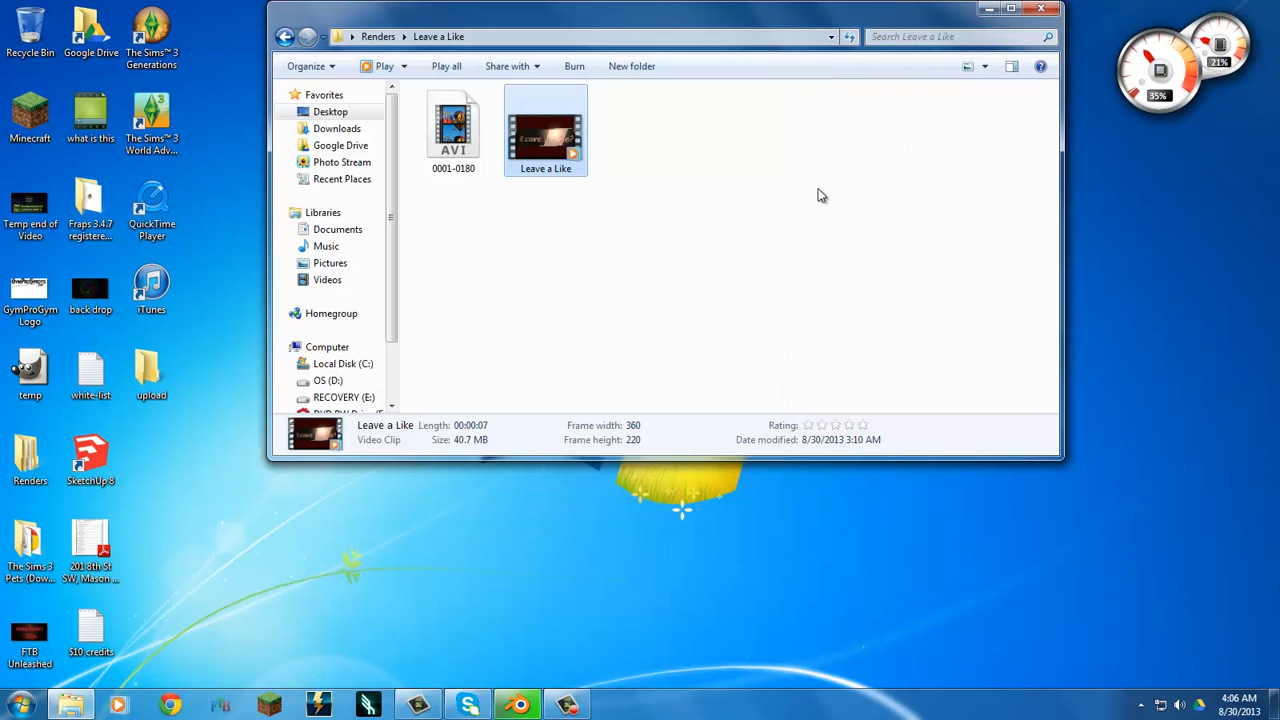 Recycle Bin
Google Drive
The Sims™ 3
Generations
Minecraft
what is this
The Sims™ 3
World Adv...
Temp end of
Video
Fraps 3.4.7
registere...
QuickTime
Player
GymProGym
Logo
back drop
iTunes
temp
white-list
upload
Renders
SketchUp 8
The Sims 3
Pets (Dow...
201 8th St
SW, Mason ...
FTB
Unleashed
$10 credits
Renders
Leave a Like
Search Leave a Like
Organize
Play
Play all
Share with
Burn
New folder
Favorites
Desktop
Downloads
Google Drive
Photo Stream
Recent Places
Libraries
Documents
Music
Pictures
Videos
Homegroup
Computer
Local Disk (C:)
OS (D:)
RECOVERY (E:)
AVI
0001-0180
Leave a Like
Leave a Like Length: 00:00:07 Frame width: 360 Rating:
Video Clip Size: 40.7 MB Frame height: 220 Date modified: 8/30/2013 3:10 AM
21%
35%
4:06 AM
8/30/2013